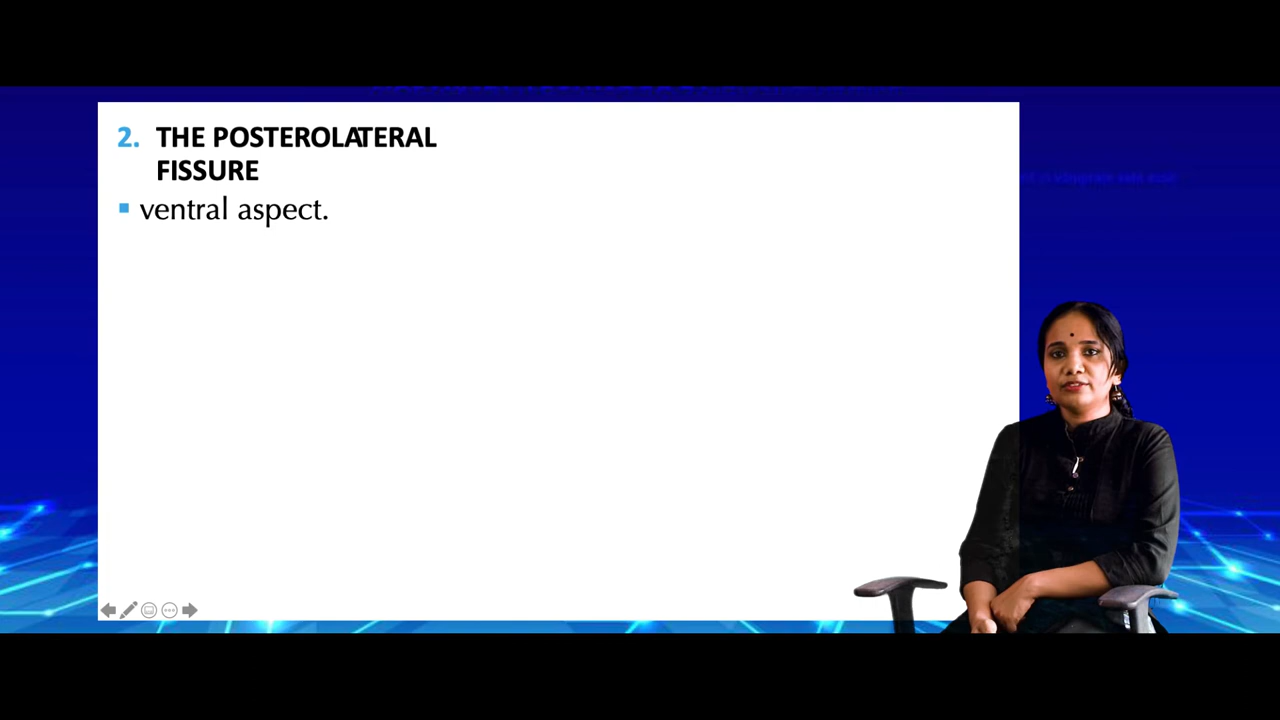 2. THE POSTEROLATERAL
FISSURE
▪ ventral aspect.